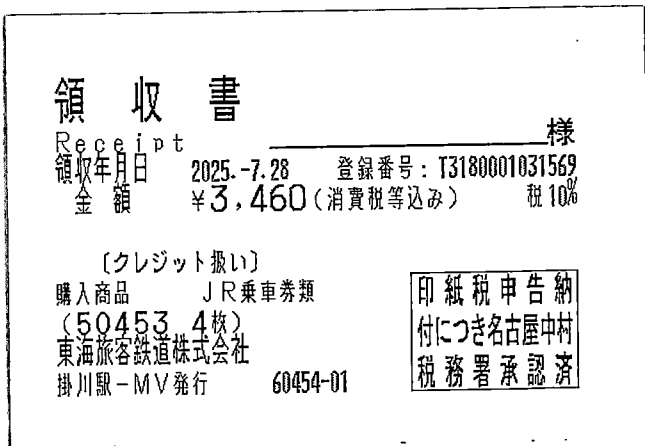 領収書
Receipt
様
領収年月日 2025.-7.28 登録番号：T3180001031569
金額 ¥3,460(消費税等込み) 税10%
〔クレジット扱い〕
購入商品 JR乗車券類
(50453 4枚)
東海旅客鉄道株式会社
掛川駅-MV発行 60454-01
印紙税申告納
付につき名古屋中村
税務署承認済